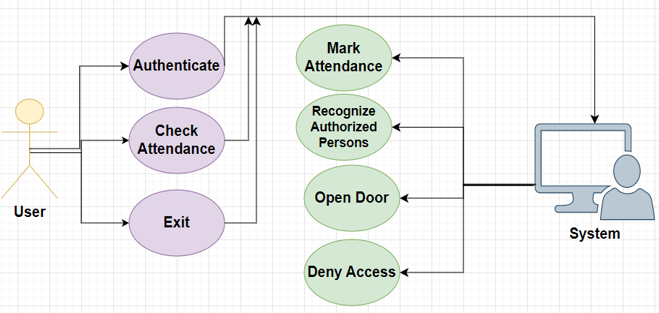 Authenticate
Check
Attendance
Exit
User
Mark
Attendance
Recognize
Authorized
Persons
Open Door
Deny Access
System